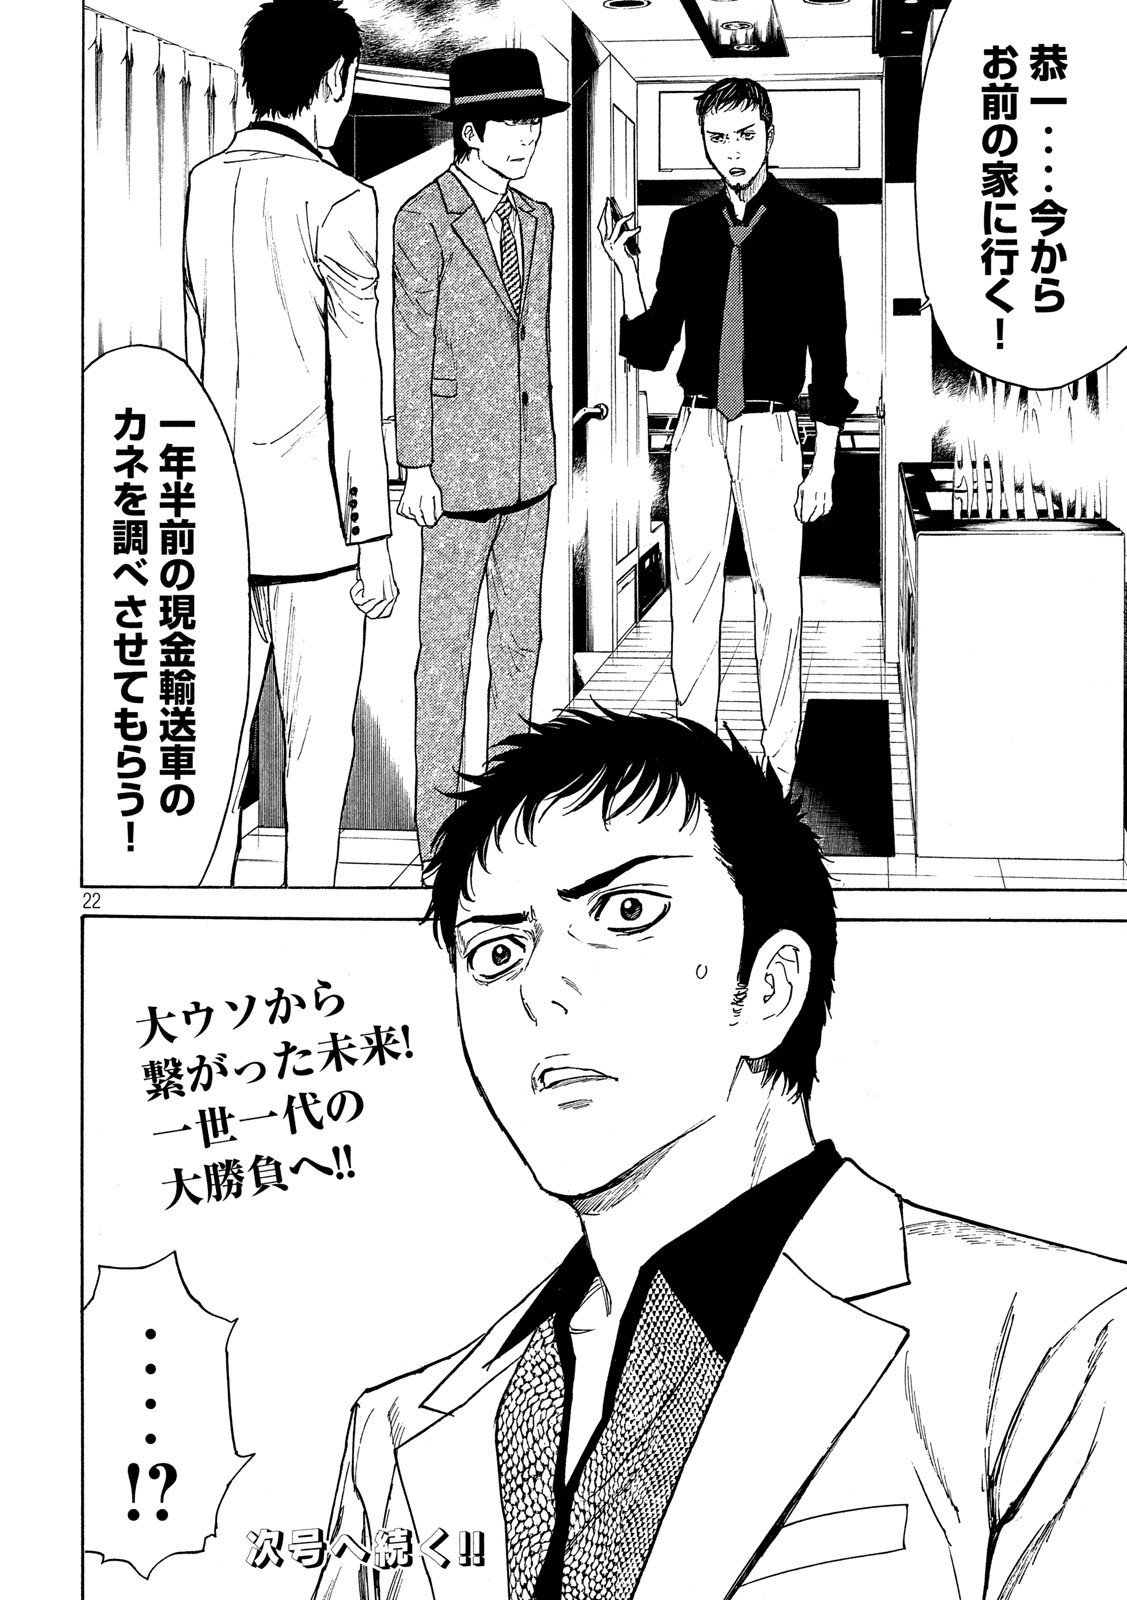 恭一‥‥今から
お前の家に行く！
一年半前の現金輸送車の
カネを調べさせてもらう！
22
大ウソから
繋がった未来!
一世一代の
大勝負へ!!
‥‥!?
次号へ続く!!